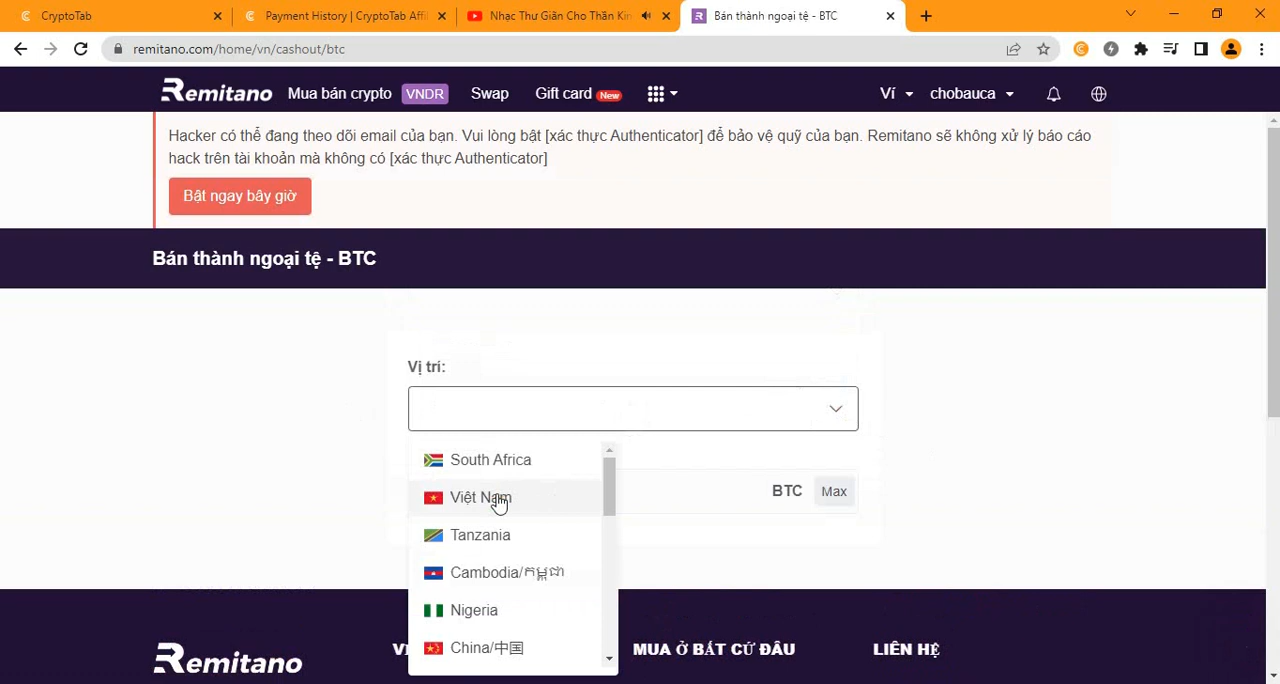 CryptoTab
Payment History | CryptoTab Affi
Nhạc Thư Giãn Cho Thần Kin
Bán thành ngoại tệ - BTC
remitano.com/home/vn/cashout/btc
Remitano
Mua bán crypto
VNDR
Swap
Gift card New
Ví
chobauca
Hacker có thể đang theo dõi email của bạn. Vui lòng bật [xác thực Authenticator] để bảo vệ quỹ của bạn. Remitano sẽ không xử lý báo cáo
hack trên tài khoản mà không có [xác thực Authenticator]
Bật ngay bây giờ
Bán thành ngoại tệ - BTC
Vị trí:
South Africa
Việt Nam
BTC
Max
Tanzania
Cambodia/កម្ពុជា
Nigeria
China/中国
Remitano
MUA Ở BẤT CỨ ĐÂU
LIÊN HỆ